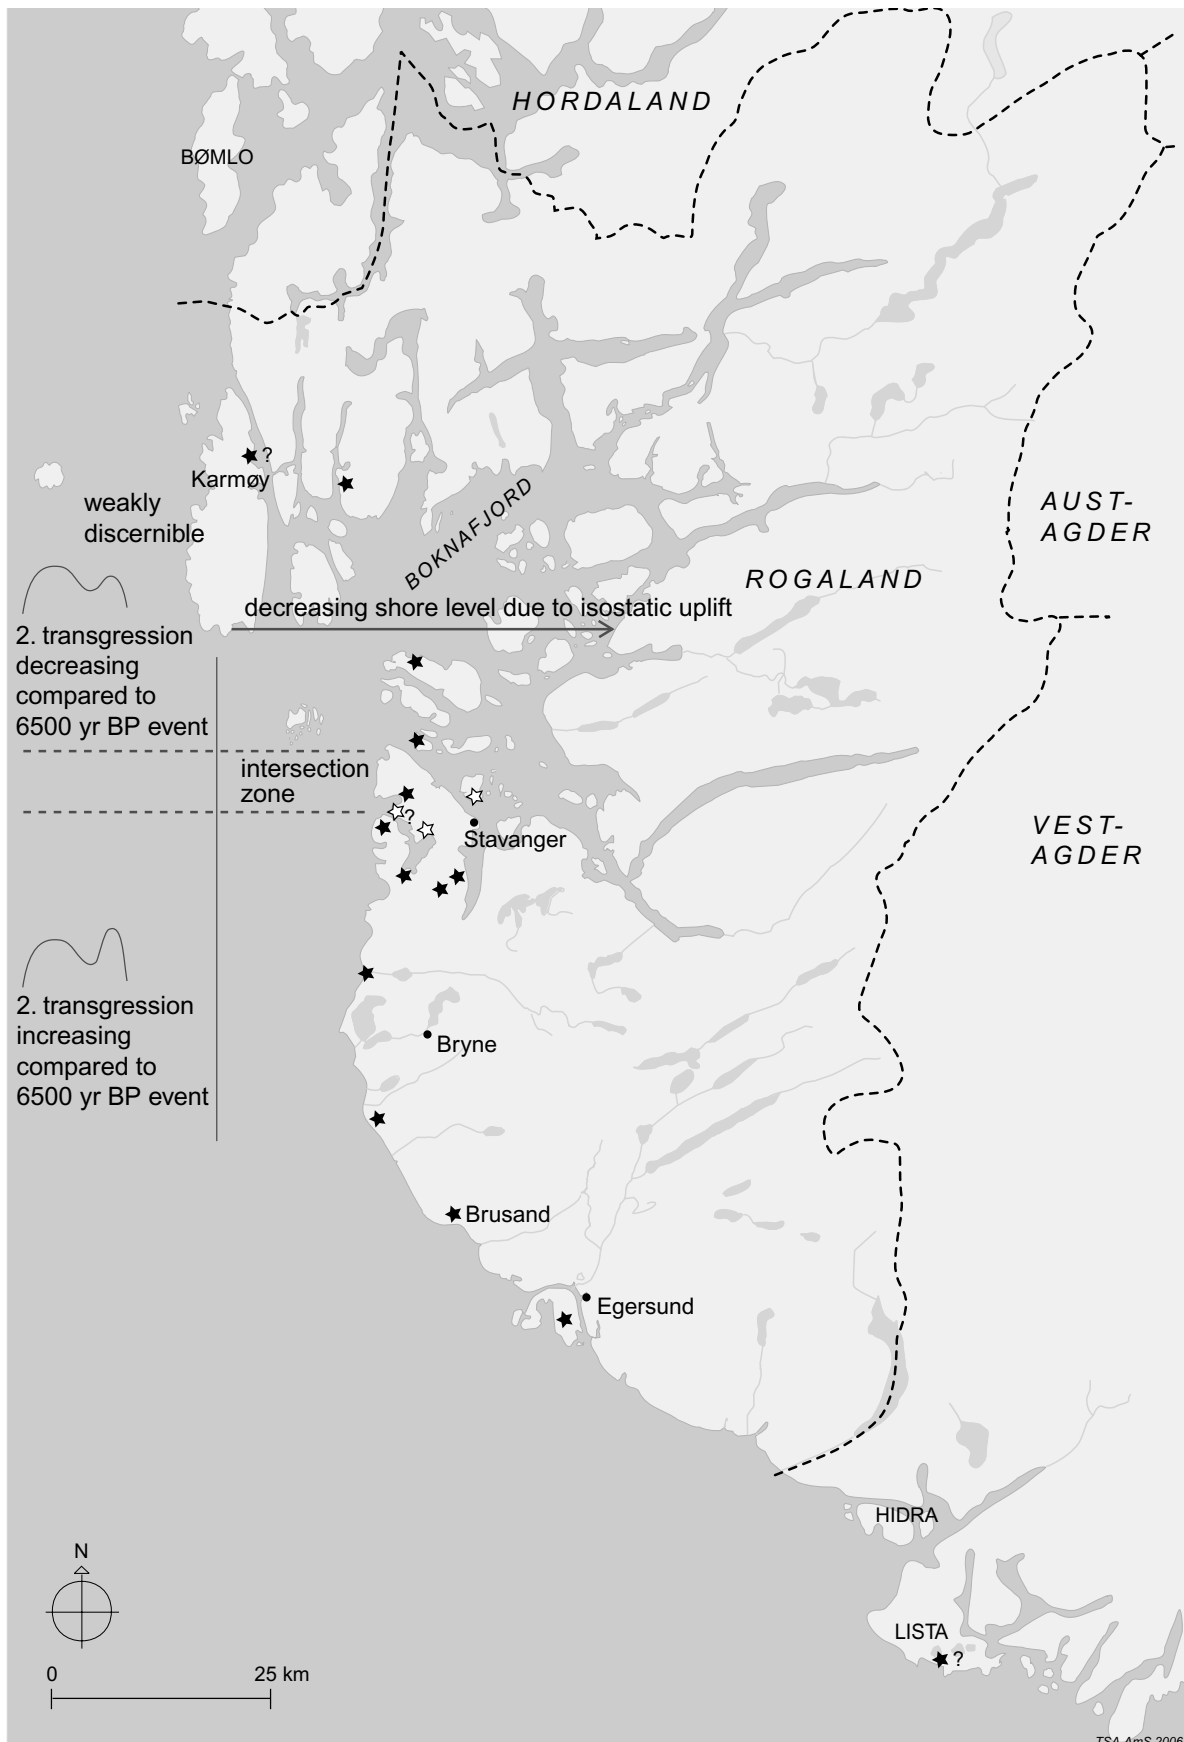 HORDALAND
BØMLO
?
Karmøy
weakly
discernible
BOKNAFJORD
AUST-
AGDER
ROGALAND
decreasing shore level due to isostatic uplift
2. transgression
decreasing
compared to
6500 yr BP event
intersection
zone
?
Stavanger
VEST-
AGDER
2. transgression
increasing
compared to
6500 yr BP event
Bryne
Brusand
Egersund
HIDRA
N
LISTA
?
0 25 km
TSA-AmS 2006